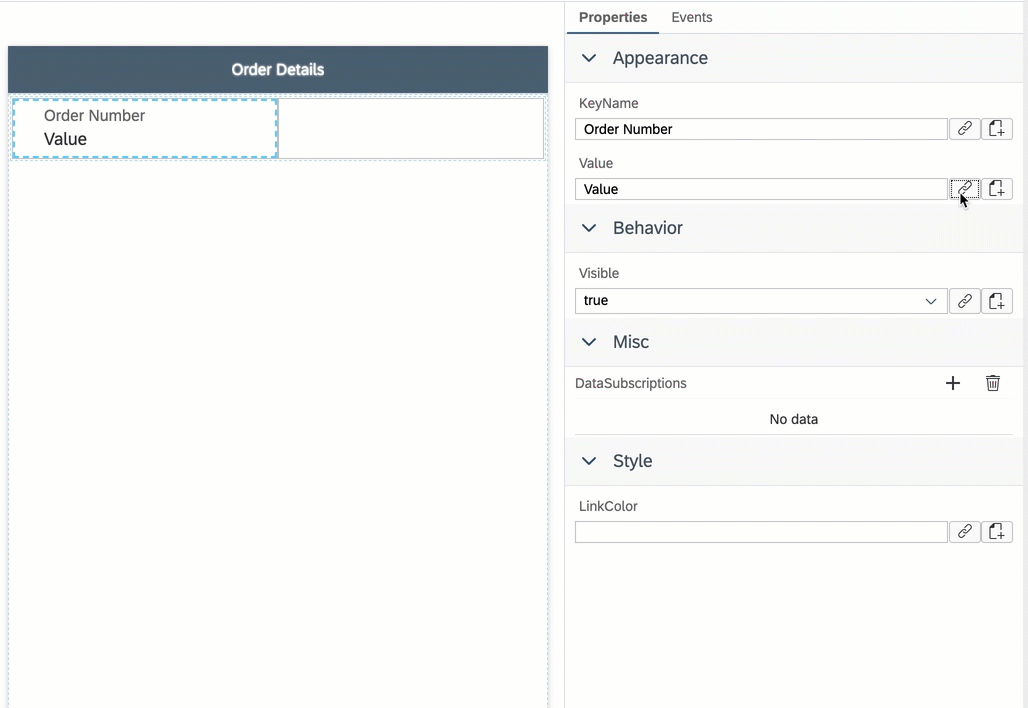 Order Details
Order Number
Value
Properties Events
Appearance
KeyName
Order Number
Value
Value
Behavior
Visible
true
Misc
DataSubscriptions
No data
Style
LinkColor